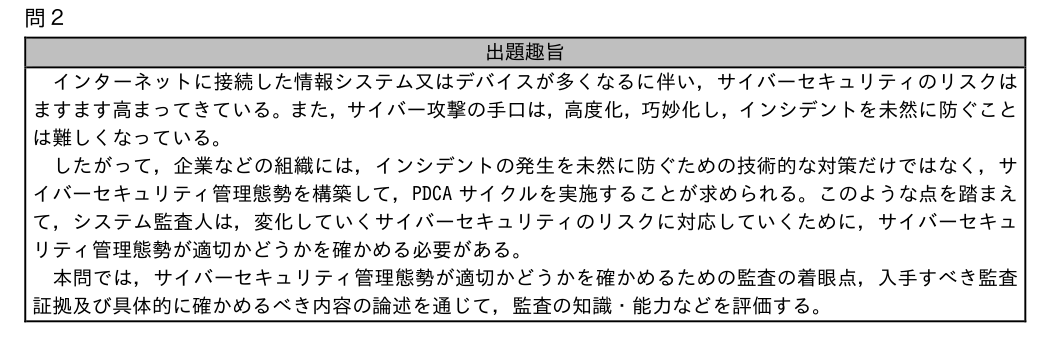 問２
出題趣旨
　インターネットに接続した情報システム又はデバイスが多くなるに伴い，サイバーセキュリティのリスクは
ますます高まってきている。また，サイバー攻撃の手口は，高度化，巧妙化し，インシデントを未然に防ぐこと
は難しくなっている。
　したがって，企業などの組織には，インシデントの発生を未然に防ぐための技術的な対策だけではなく，サ
イバーセキュリティ管理態勢を構築して，PDCA サイクルを実施することが求められる。このような点を踏まえ
て，システム監査人は，変化していくサイバーセキュリティのリスクに対応していくために，サイバーセキュ
リティ管理態勢が適切かどうかを確かめる必要がある。
　本問では，サイバーセキュリティ管理態勢が適切かどうかを確かめるための監査の着眼点，入手すべき監査
証拠及び具体的に確かめるべき内容の論述を通じて，監査の知識・能力などを評価する。